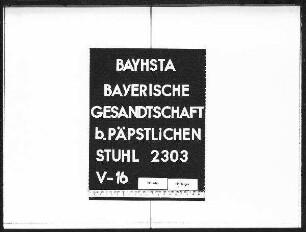 BAYHSTA
BAYERISCHE
GESANDTSCHAFT
b. PÄPSTLiCHEN
STUHL 2303
V-16